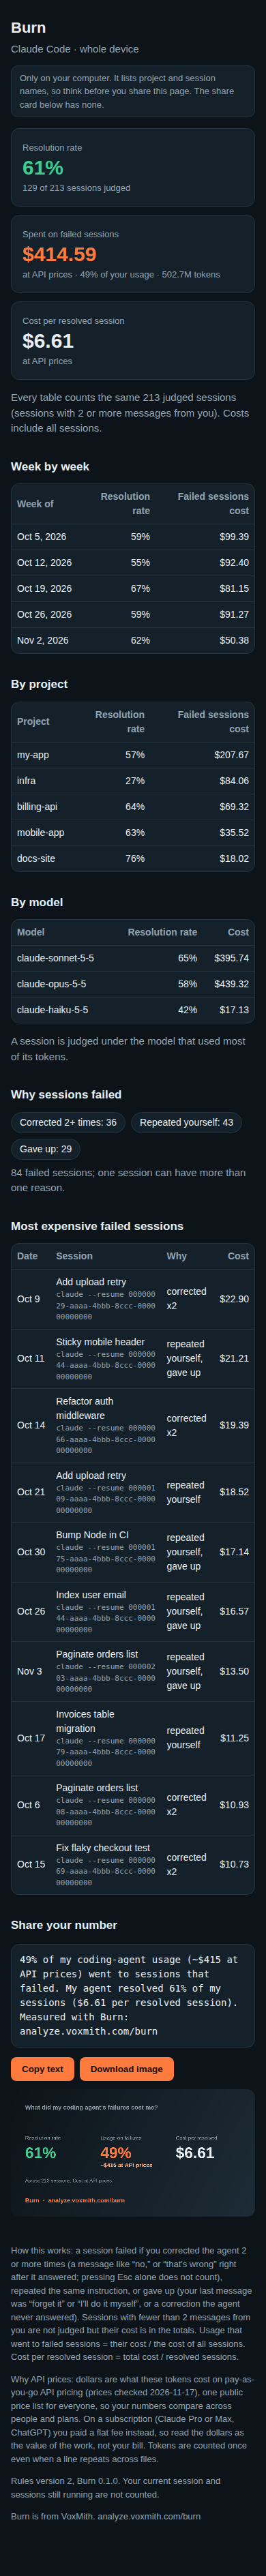 Burn
Claude Code · whole device
Only on your computer. It lists project and session
names, so think before you share this page. The share
card below has none.
Resolution rate
61%
129 of 213 sessions judged
Spent on failed sessions
$414.59
at API prices · 49% of your usage · 502.7M tokens
Cost per resolved session
$6.61
at API prices
Every table counts the same 213 judged sessions
(sessions with 2 or more messages from you). Costs
include all sessions.
Week by week
Week of Resolution rate Failed sessions cost
Oct 5, 2026 59% $99.39
Oct 12, 2026 55% $92.40
Oct 19, 2026 67% $81.15
Oct 26, 2026 59% $91.27
Nov 2, 2026 62% $50.38
By project
Project Resolution rate Failed sessions cost
my-app 57% $207.67
infra 27% $84.06
billing-api 64% $69.32
mobile-app 63% $35.52
docs-site 76% $18.02
By model
Model Resolution rate Cost
claude-sonnet-5-5 65% $395.74
claude-opus-5-5 58% $439.32
claude-haiku-5-5 42% $17.13
A session is judged under the model that used most
of its tokens.
Why sessions failed
Corrected 2+ times: 36 Repeated yourself: 43
Gave up: 29
84 failed sessions; one session can have more than
one reason.
Most expensive failed sessions
Date Session Why Cost
Oct 9 Add upload retry corrected x2 $22.90
claude --resume 000000
29-aaaa-4bbb-8ccc-0000
00000000
Oct 11 Sticky mobile header repeated yourself, gave up $21.21
claude --resume 000000
44-aaaa-4bbb-8ccc-0000
00000000
Oct 14 Refactor auth middleware corrected x2 $19.39
claude --resume 000000
66-aaaa-4bbb-8ccc-0000
00000000
Oct 21 Add upload retry repeated yourself $18.52
claude --resume 000001
09-aaaa-4bbb-8ccc-0000
00000000
Oct 30 Bump Node in CI repeated yourself, gave up $17.14
claude --resume 000001
75-aaaa-4bbb-8ccc-0000
00000000
Oct 26 Index user email repeated yourself, gave up $16.57
claude --resume 000001
44-aaaa-4bbb-8ccc-0000
00000000
Nov 3 Paginate orders list repeated yourself, gave up $13.50
claude --resume 000002
03-aaaa-4bbb-8ccc-0000
00000000
Oct 17 Invoices table migration repeated yourself $11.25
claude --resume 000000
79-aaaa-4bbb-8ccc-0000
00000000
Oct 6 Paginate orders list corrected x2 $10.93
claude --resume 000000
08-aaaa-4bbb-8ccc-0000
00000000
Oct 15 Fix flaky checkout test corrected x2 $10.73
claude --resume 000000
69-aaaa-4bbb-8ccc-0000
00000000
Share your number
49% of my coding-agent usage (~$415 at
API prices) went to sessions that
failed. My agent resolved 61% of my
sessions ($6.61 per resolved session).
Measured with Burn:
analyze.voxmith.com/burn
Copy text Download image
What did my coding agent's failures cost me?
Resolution rate Usage on failures Cost per resolved
61% 49% $6.61
~$415 at API prices
Across 213 sessions. Cost at API prices.
Burn · analyze.voxmith.com/burn
How this works: a session failed if you corrected the agent 2
or more times (a message like “no,” or “that's wrong” right
after it answered; pressing Esc alone does not count),
repeated the same instruction, or gave up (your last message
was “forget it” or “I'll do it myself”, or a correction the agent
never answered). Sessions with fewer than 2 messages from
you are not judged but their cost is in the totals. Usage that
went to failed sessions = their cost / the cost of all sessions.
Cost per resolved session = total cost / resolved sessions.
Why API prices: dollars are what these tokens cost on pay-as-
you-go API pricing (prices checked 2026-11-17), one public
price list for everyone, so your numbers compare across
people and plans. On a subscription (Claude Pro or Max,
ChatGPT) you paid a flat fee instead, so read the dollars as
the value of the work, not your bill. Tokens are counted once
even when a line repeats across files.
Rules version 2, Burn 0.1.0. Your current session and
sessions still running are not counted.
Burn is from VoxMith. analyze.voxmith.com/burn